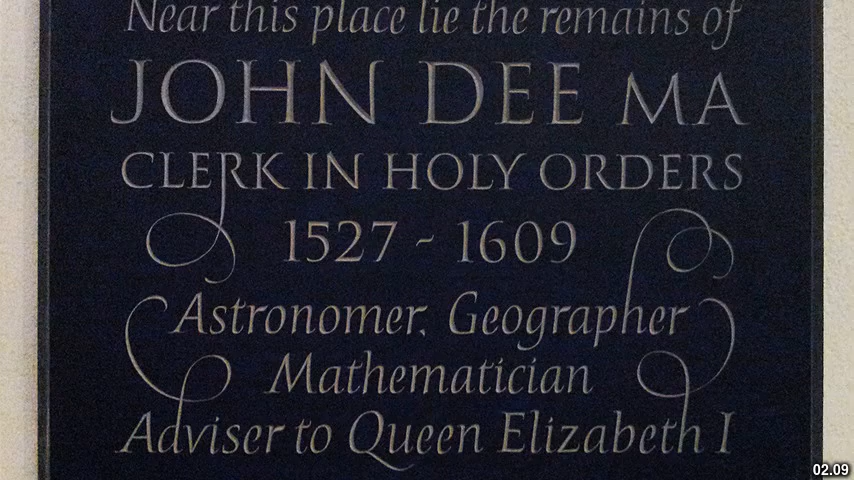 Near this place lie the remains of
JOHN DEE MA
CLERK IN HOLY ORDERS
1527 ~ 1609
Astronomer, Geographer
Mathematician
Adviser to Queen Elizabeth I
02.09